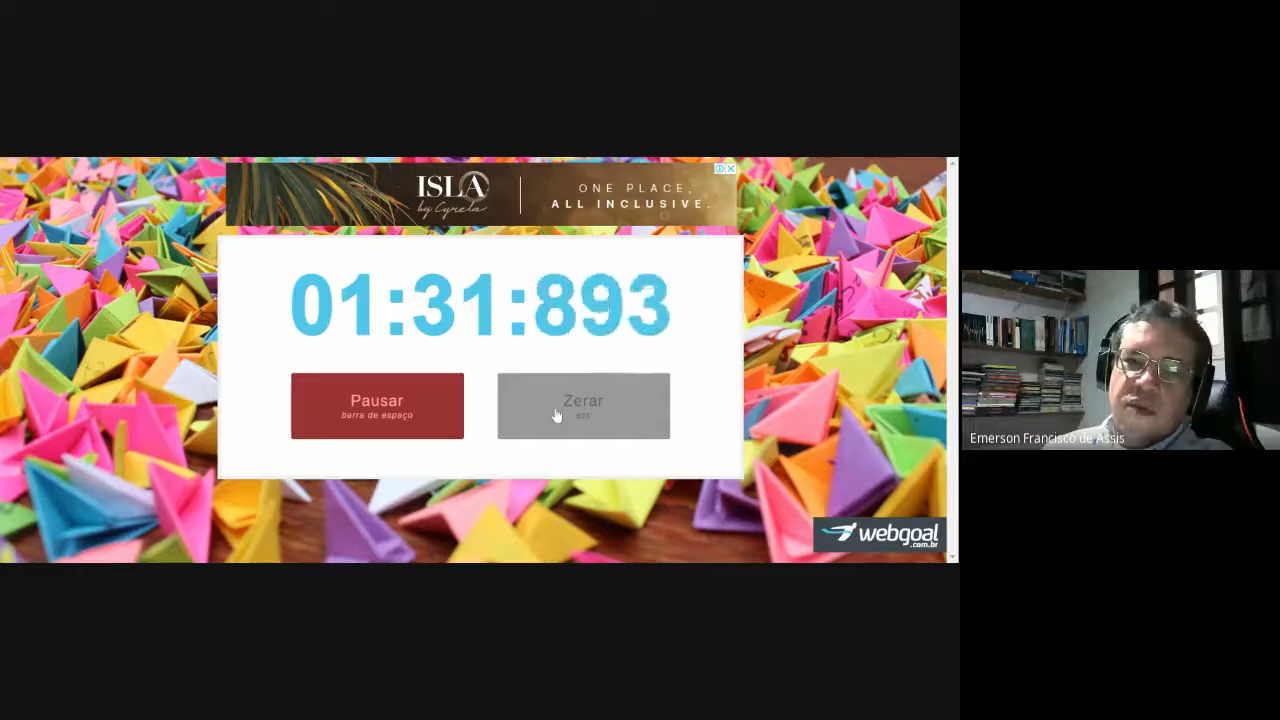 ISLA
by Cyrela
ONE PLACE,
ALL INCLUSIVE.
01:31:893
Pausar
barra de espaço
Zerar
esc
Emerson Francisco de Assis
webgoal
.com.br